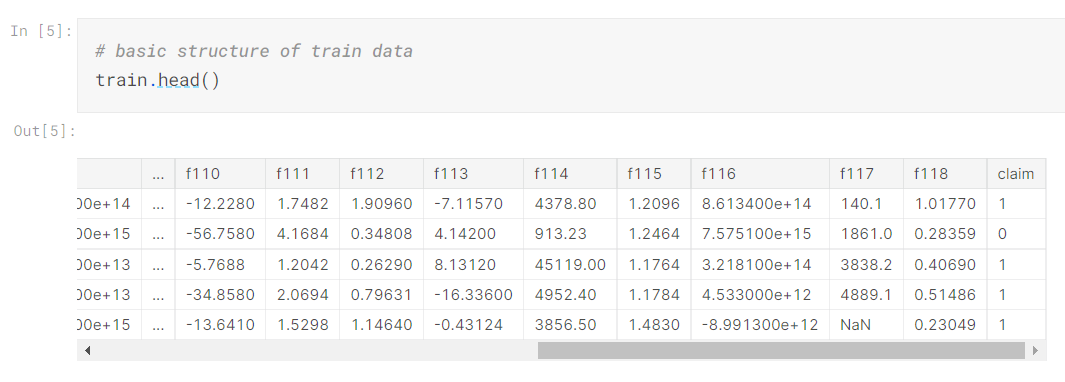 In [5]:
# basic structure of train data
train.head()
Out[5]:
... f110 f111 f112 f113 f114 f115 f116 f117 f118 claim
00e+14 ... -12.2280 1.7482 1.90960 -7.11570 4378.80 1.2096 8.613400e+14 140.1 1.01770 1
00e+15 ... -56.7580 4.1684 0.34808 4.14200 913.23 1.2464 7.575100e+15 1861.0 0.28359 0
00e+13 ... -5.7688 1.2042 0.26290 8.13120 45119.00 1.1764 3.218100e+14 3838.2 0.40690 1
00e+13 ... -34.8580 2.0694 0.79631 -16.33600 4952.40 1.1784 4.533000e+12 4889.1 0.51486 1
00e+15 ... -13.6410 1.5298 1.14640 -0.43124 3856.50 1.4830 -8.991300e+12 NaN 0.23049 1